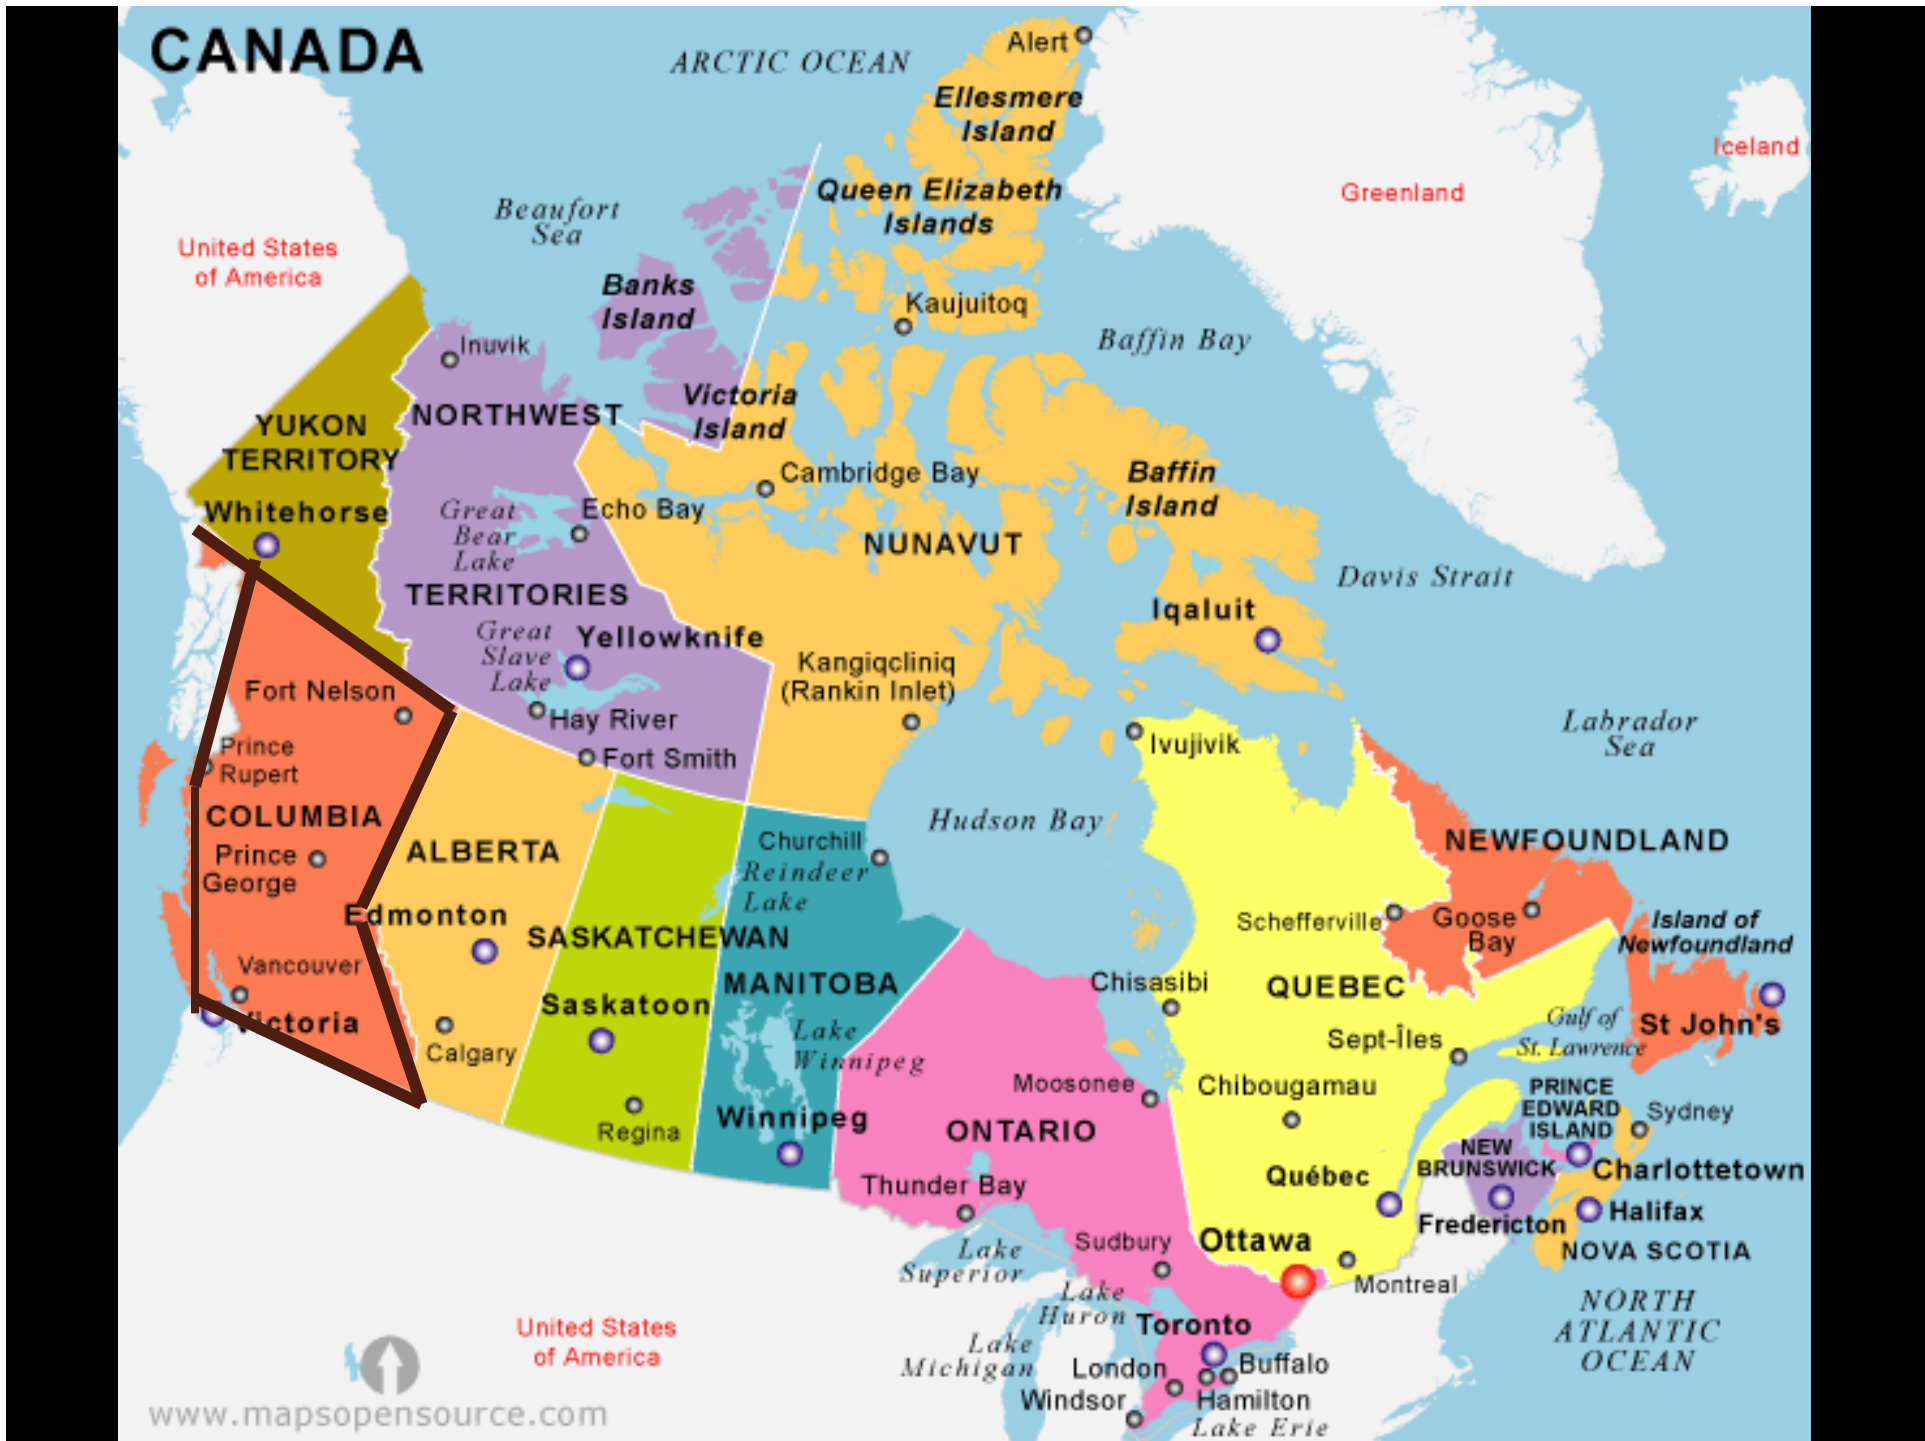 CANADA
ARCTIC OCEAN
Alert
Ellesmere
Island
Iceland
Greenland
Queen Elizabeth
Islands
Beaufort
Sea
United States
of America
Banks
Island
Kaujuitoq
Baffin Bay
Inuvik
Victoria
Island
NORTHWEST
YUKON
TERRITORY
Cambridge Bay
Baffin
Island
Whitehorse
Great
Bear
Lake
Echo Bay
NUNAVUT
Davis Strait
TERRITORIES
Iqaluit
Great
Slave
Lake
Yellowknife
Kangiqcliniq
(Rankin Inlet)
Fort Nelson
Hay River
Fort Smith
Ivujivik
Labrador
Sea
Prince
Rupert
COLUMBIA
Prince
George
ALBERTA
Churchill
Reindeer
Lake
Hudson Bay
NEWFOUNDLAND
Edmonton
SASKATCHEWAN
Schefferville
Goose
Bay
Island of
Newfoundland
Vancouver
Victoria
MANITOBA
Chisasibi
QUEBEC
Saskatoon
Lake
Winnipeg
Calgary
Sept-Îles
Gulf of
St. Lawrence
St John's
Moosonee
Chibougamau
PRINCE
EDWARD
ISLAND
Sydney
Regina
Winnipeg
ONTARIO
NEW
BRUNSWICK
Charlottetown
Thunder Bay
Québec
Fredericton
Halifax
NOVA SCOTIA
Lake
Superior
Sudbury
Ottawa
Montreal
Lake
Huron
Toronto
NORTH
ATLANTIC
OCEAN
United States
of America
Lake
Michigan
London
Buffalo
Windsor
Hamilton
Lake Erie
www.mapsopensource.com